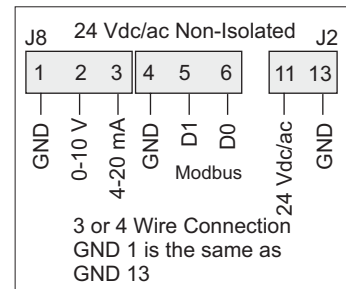 J8 24 Vdc/ac Non-Isolated J2
1 2 3 4 5 6 11 13
GND 0-10 V 4-20 mA GND D1 D0 24 Vdc/ac GND
Modbus
3 or 4 Wire Connection
GND 1 is the same as
GND 13